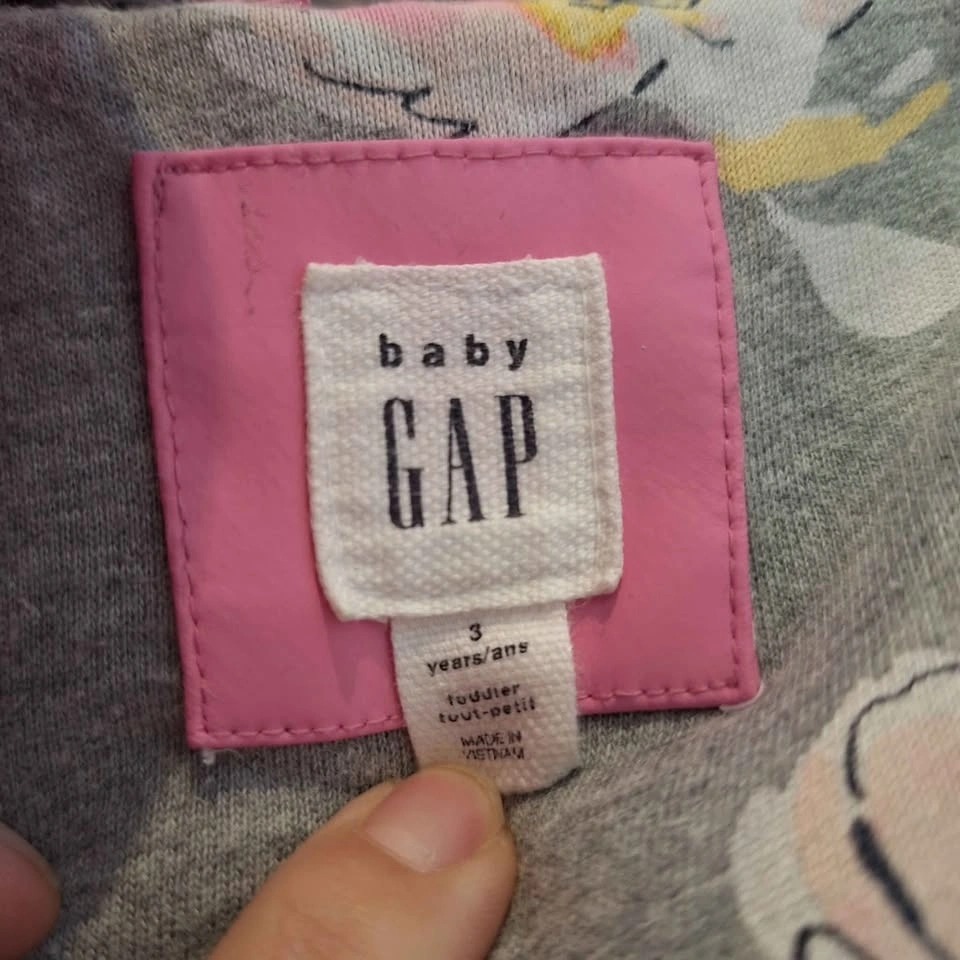 baby
GAP
3
years/ans
toddler
tout-petit
MADE IN
VIETNAM